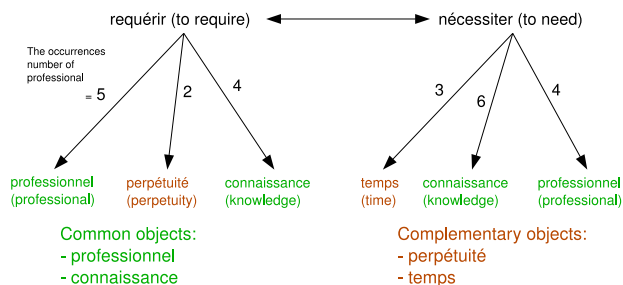 requérir (to require)
nécessiter (to need)
The occurrences
number of
professional
= 5
2
4
3
6
4
professionnel
(professional)
perpétuité
(perpetuity)
connaissance
(knowledge)
temps
(time)
connaissance
(knowledge)
professionnel
(professional)
Common objects:
- professionnel
- connaissance
Complementary objects:
- perpétuité
- temps